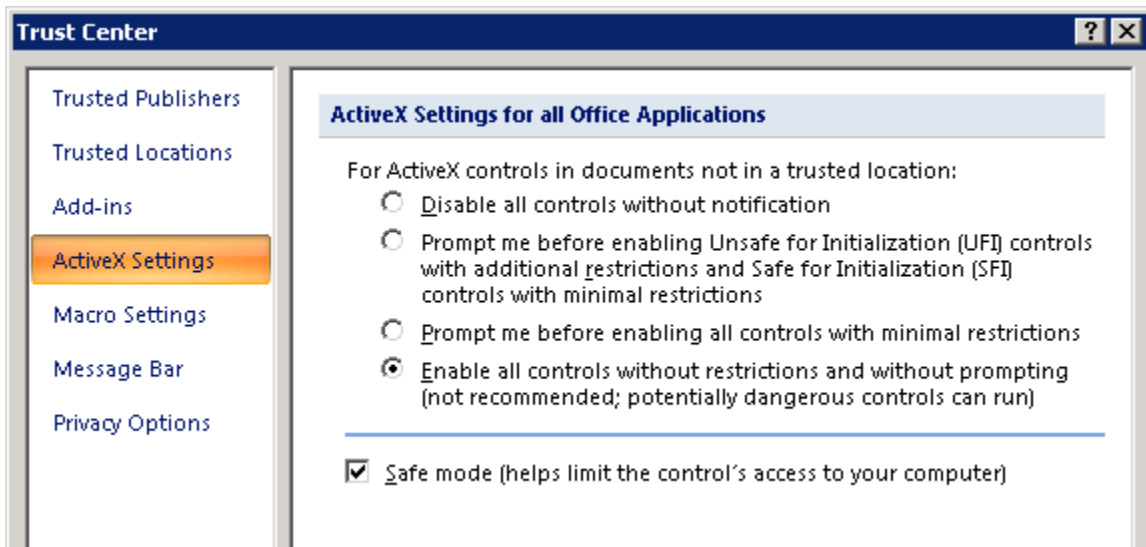 Trust Center
Trusted Publishers
Trusted Locations
Add-ins
ActiveX Settings
Macro Settings
Message Bar
Privacy Options
ActiveX Settings for all Office Applications
For ActiveX controls in documents not in a trusted location:
Disable all controls without notification
Prompt me before enabling Unsafe for Initialization (UFI) controls
with additional restrictions and Safe for Initialization (SFI)
controls with minimal restrictions
Prompt me before enabling all controls with minimal restrictions
Enable all controls without restrictions and without prompting
(not recommended; potentially dangerous controls can run)
Safe mode (helps limit the control's access to your computer)